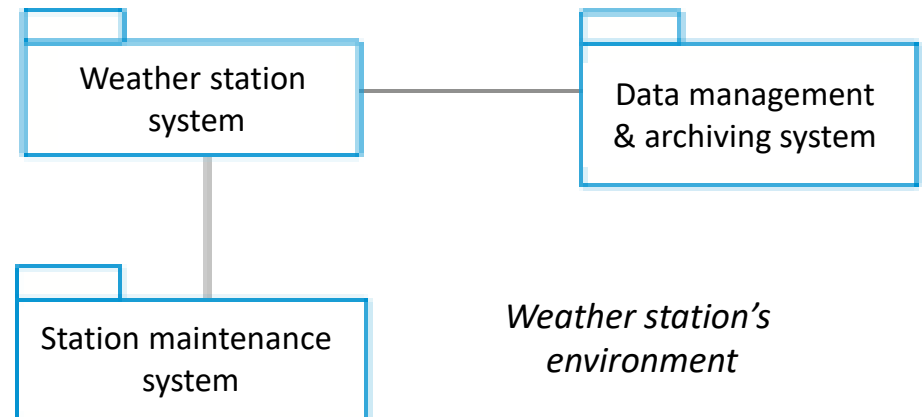 Weather station
system
Data management
& archiving system
Station maintenance
system
Weather station’s
environment